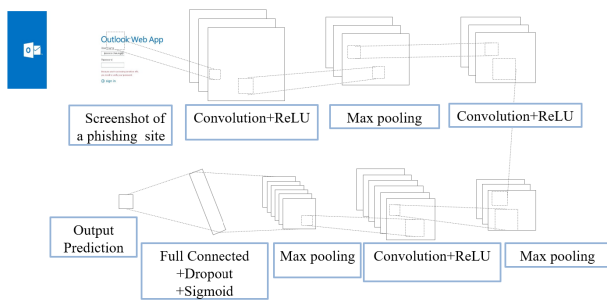 Outlook Web App
Screenshot of
a phishing site
Convolution+ReLU
Max pooling
Convolution+ReLU
Output
Prediction
Full Connected
+Dropout
+Sigmoid
Max pooling
Convolution+ReLU
Max pooling